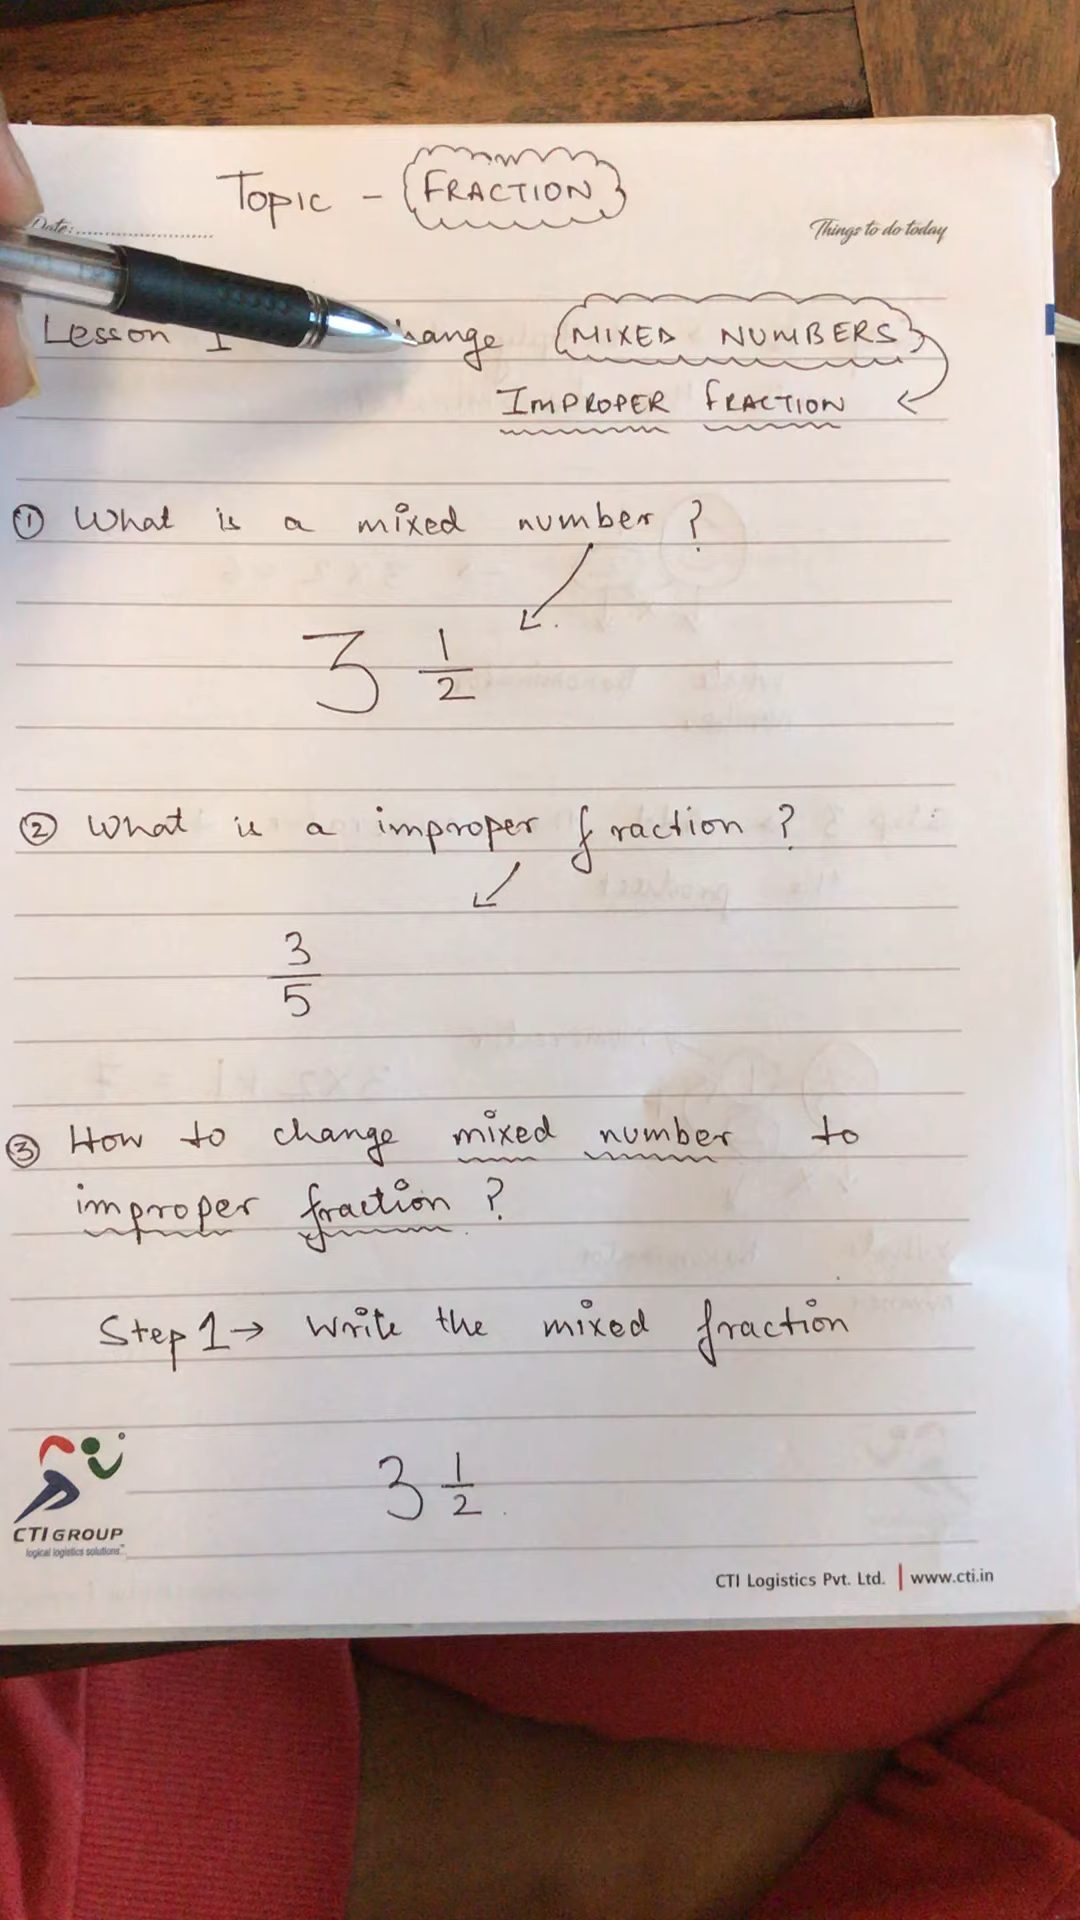 Topic - FRACTION
Date:
Things to do today
Lesson 1 change MIXED NUMBERS
IMPROPER FRACTION
① What is a mixed number ?
3 1/2
② What is a improper fraction ?
3/5
③ How to change mixed number to
improper fraction ?
Step 1 → Write the mixed fraction
3 1/2
CTI GROUP
logical logistics solutions
CTI Logistics Pvt. Ltd. | www.cti.in